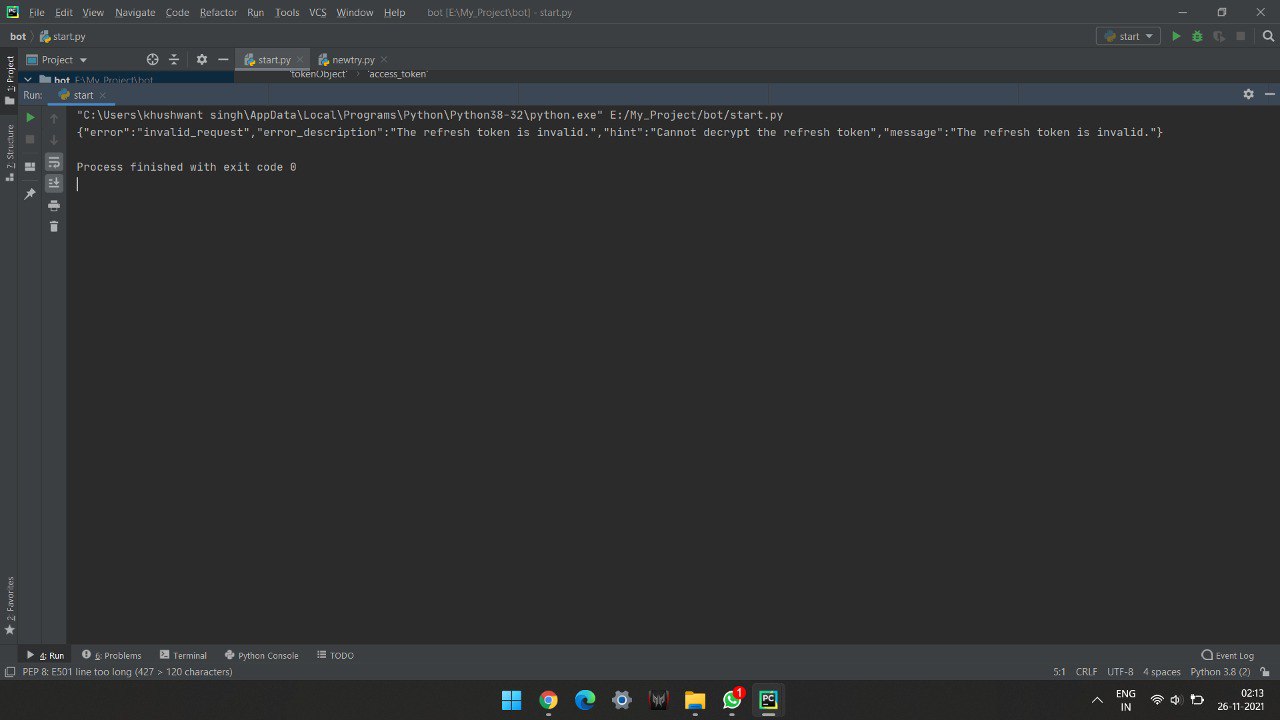 File Edit View Navigate Code Refactor Run Tools VCS Window Help bot [E:\My_Project\bot] - start.py
bot start.py start
Project start.py newtry.py
1: Project
bot E:\My_Project\bot 'tokenObject' › 'access_token'
Run: start
"C:\Users\khushwant singh\AppData\Local\Programs\Python\Python38-32\python.exe" E:/My_Project/bot/start.py
{"error":"invalid_request","error_description":"The refresh token is invalid.","hint":"Cannot decrypt the refresh token","message":"The refresh token is invalid."}
Process finished with exit code 0
7: Structure
2: Favorites
4: Run 6: Problems Terminal Python Console TODO Event Log
PEP 8: E501 line too long (427 > 120 characters) 5:1 CRLF UTF-8 4 spaces Python 3.8 (2)
PC 1 PC
ENG 02:13
IN 26-11-2021